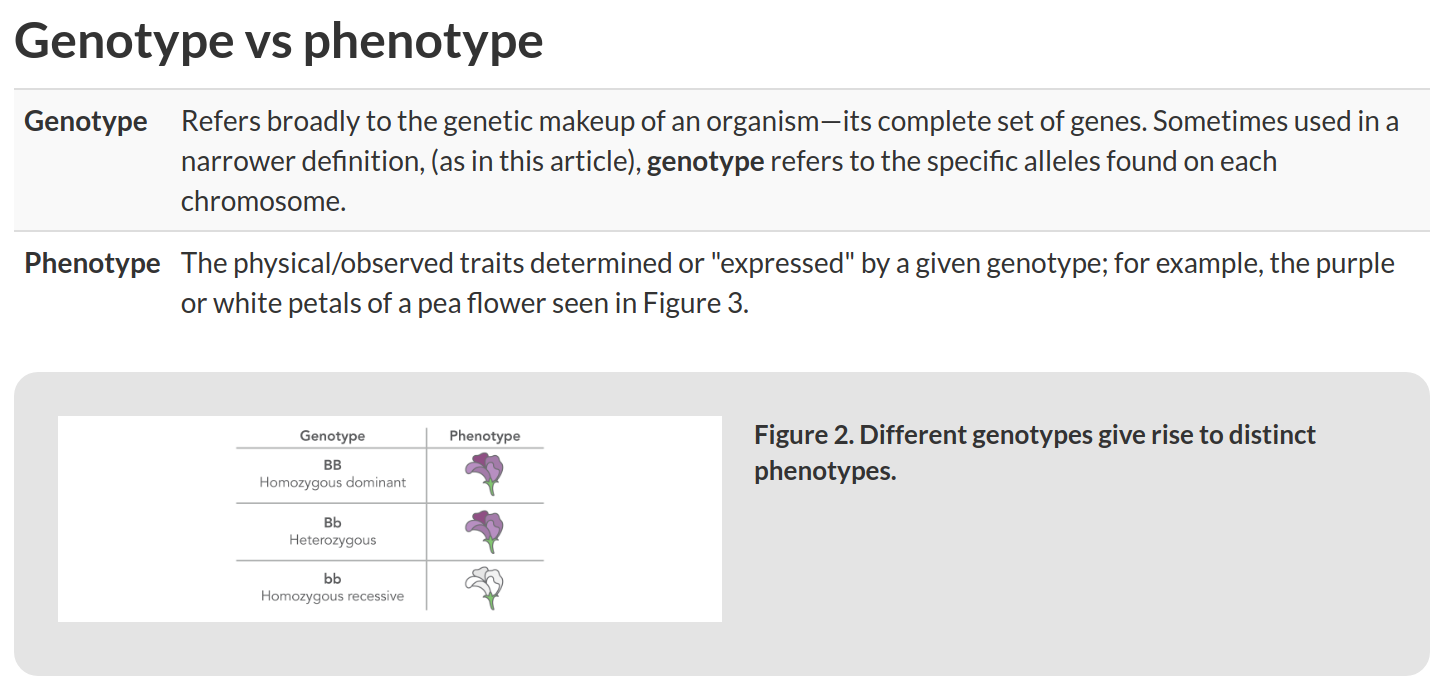 Genotype vs phenotype
Genotype Refers broadly to the genetic makeup of an organism—its complete set of genes. Sometimes used in a
narrower definition, (as in this article), genotype refers to the specific alleles found on each
chromosome.
Phenotype The physical/observed traits determined or "expressed" by a given genotype; for example, the purple
or white petals of a pea flower seen in Figure 3.
Genotype Phenotype
BB
Homozygous dominant
Bb
Heterozygous
bb
Homozygous recessive
Figure 2. Different genotypes give rise to distinct
phenotypes.